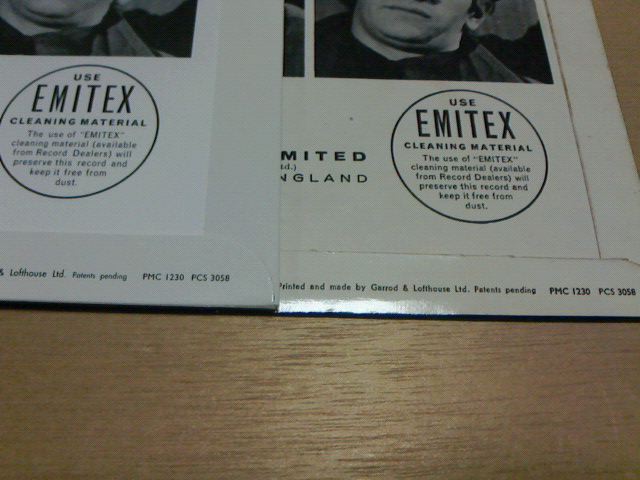 USE
EMITEX
CLEANING MATERIAL
The use of "EMITEX"
cleaning material (available
from Record Dealers) will
preserve this record and
keep it free from
dust.
& Lofthouse Ltd. Patents pending PMC 1230 PCS 3058
MITED
td.)
NGLAND
USE
EMITEX
CLEANING MATERIAL
The use of "EMITEX"
cleaning material (available
from Record Dealers) will
preserve this record and
keep it free from
dust.
Printed and made by Garrod & Lofthouse Ltd. Patents pending PMC 1230 PCS 3058